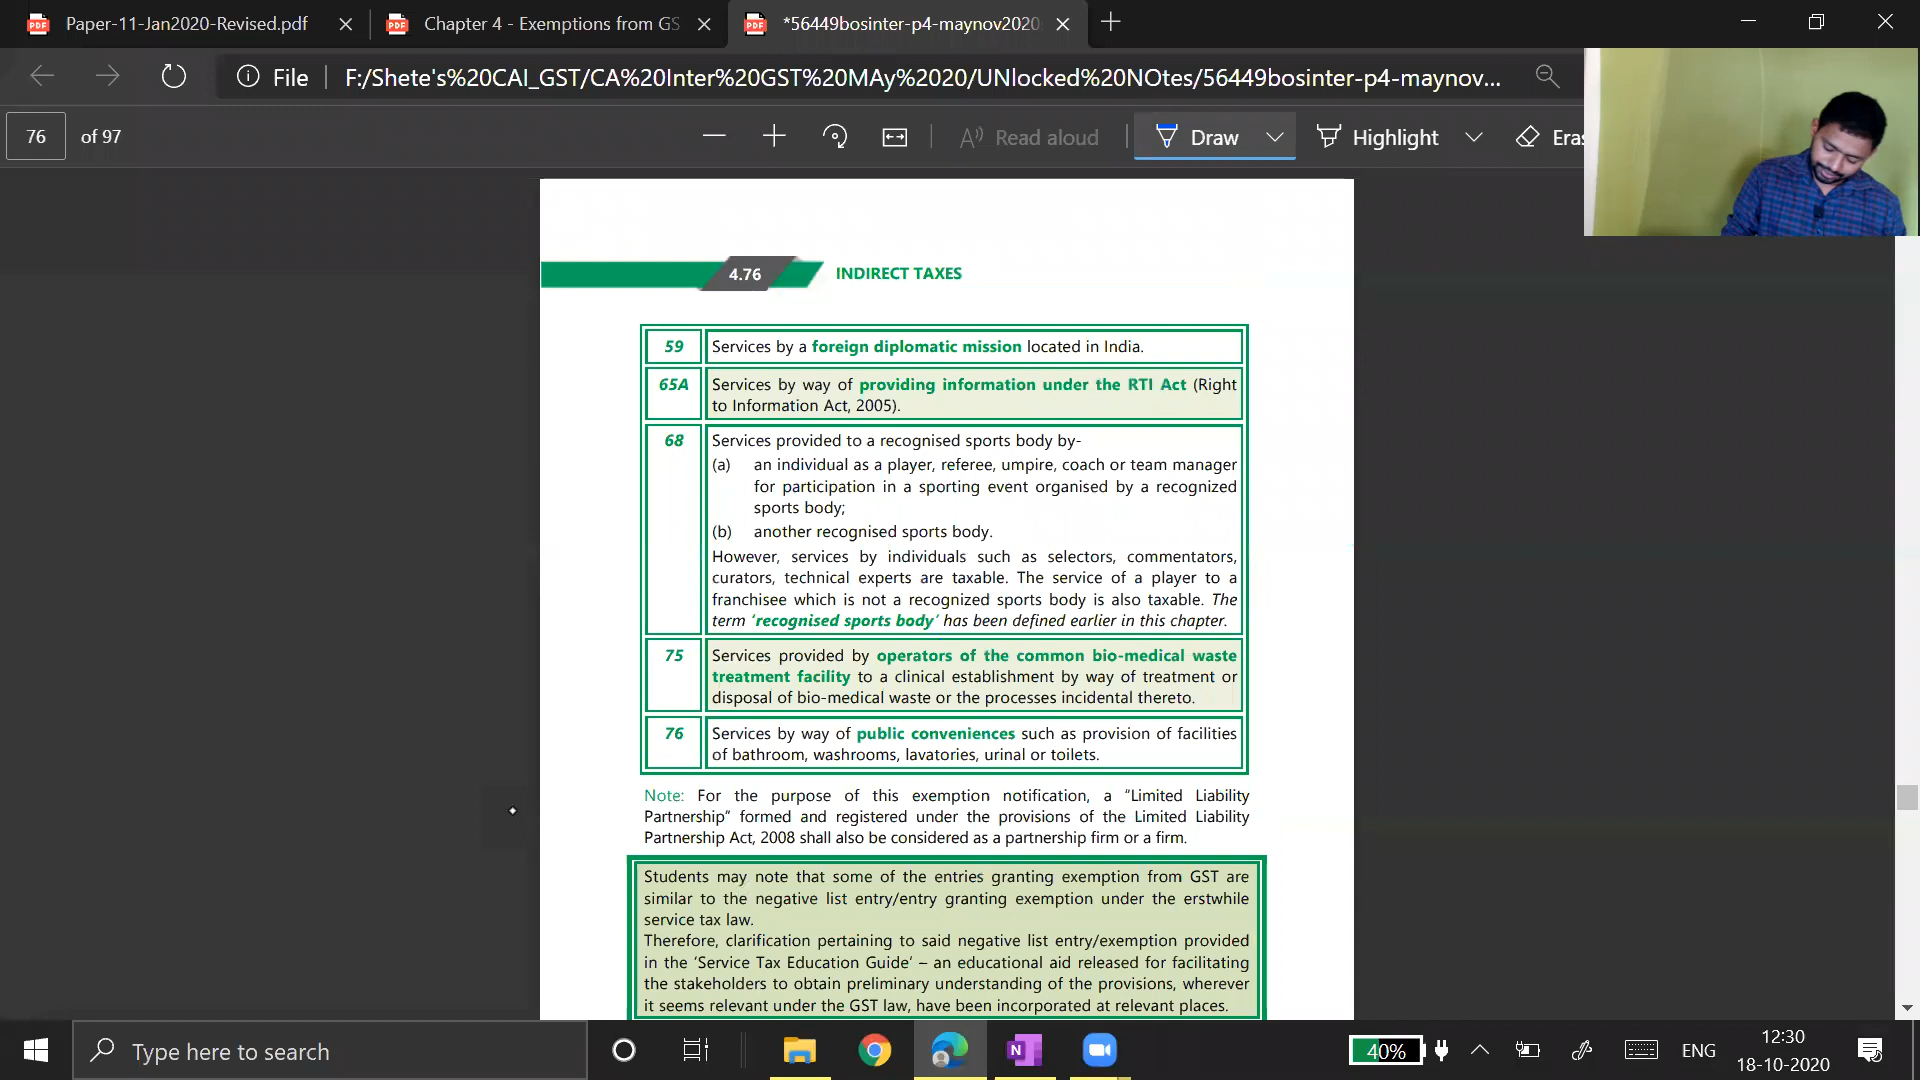 Paper-11-Jan2020-Revised.pdf
Chapter 4 - Exemptions from GS
*56449bosinter-p4-maynov2020
File
F:/Shete's%20CAI_GST/CA%20Inter%20GST%20MAy%2020/UNlocked%20NOtes/56449bosinter-p4-maynov...
76 of 97
Read aloud
Draw
Highlight
Eras
4.76 INDIRECT TAXES
59 Services by a foreign diplomatic mission located in India.
65A Services by way of providing information under the RTI Act (Right
to Information Act, 2005).
68 Services provided to a recognised sports body by-
(a) an individual as a player, referee, umpire, coach or team manager
for participation in a sporting event organised by a recognized
sports body;
(b) another recognised sports body.
However, services by individuals such as selectors, commentators,
curators, technical experts are taxable. The service of a player to a
franchisee which is not a recognized sports body is also taxable. The
term 'recognised sports body' has been defined earlier in this chapter.
75 Services provided by operators of the common bio-medical waste
treatment facility to a clinical establishment by way of treatment or
disposal of bio-medical waste or the processes incidental thereto.
76 Services by way of public conveniences such as provision of facilities
of bathroom, washrooms, lavatories, urinal or toilets.
Note: For the purpose of this exemption notification, a "Limited Liability
Partnership" formed and registered under the provisions of the Limited Liability
Partnership Act, 2008 shall also be considered as a partnership firm or a firm.
Students may note that some of the entries granting exemption from GST are
similar to the negative list entry/entry granting exemption under the erstwhile
service tax law.
Therefore, clarification pertaining to said negative list entry/exemption provided
in the 'Service Tax Education Guide' – an educational aid released for facilitating
the stakeholders to obtain preliminary understanding of the provisions, wherever
it seems relevant under the GST law, have been incorporated at relevant places.
Type here to search
40%
ENG
12:30
18-10-2020